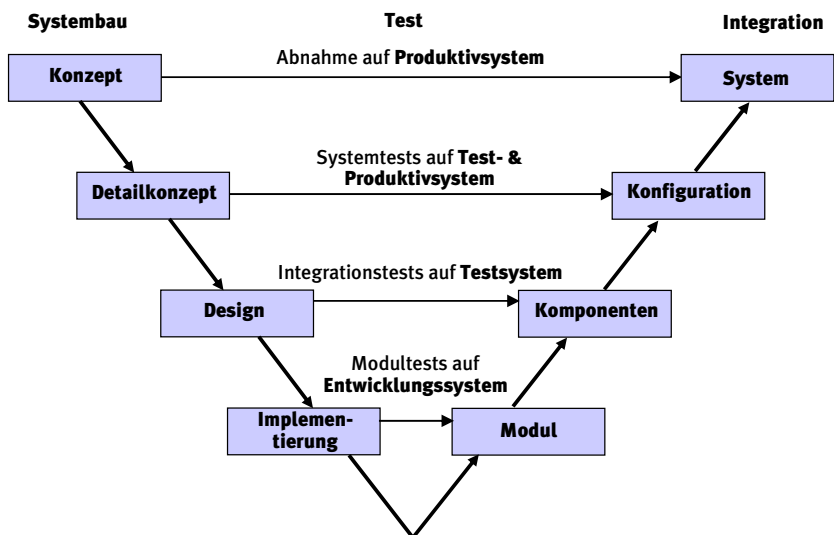 Systembau
Test
Integration
Abnahme auf Produktivsystem
Konzept
System
Systemtests auf Test- &
Produktivsystem
Detailkonzept
Konfiguration
Integrationstests auf Testsystem
Design
Komponenten
Modultests auf
Entwicklungssystem
Implemen-
tierung
Modul